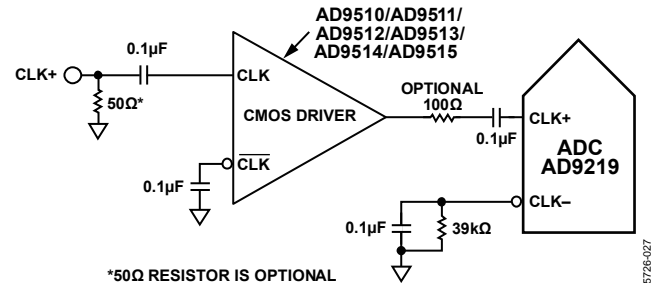 AD9510/AD9511/
AD9512/AD9513/
AD9514/AD9515
0.1µF
CLK+
50Ω*
CLK
CMOS DRIVER
CLK
0.1µF
OPTIONAL
100Ω
0.1µF
CLK+
ADC
AD9219
CLK–
0.1µF
39kΩ
*50Ω RESISTOR IS OPTIONAL
5726-027